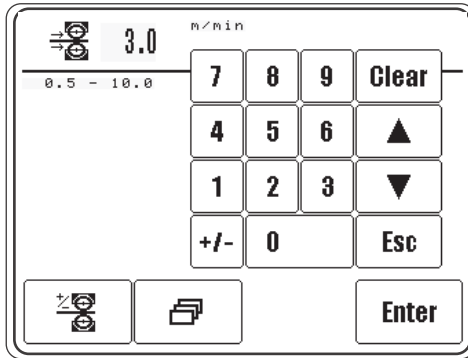 m/min
3.0
0.5 - 10.0
7 8 9 Clear
4 5 6 ▲
1 2 3 ▼
+/- 0 Esc
+/- Enter